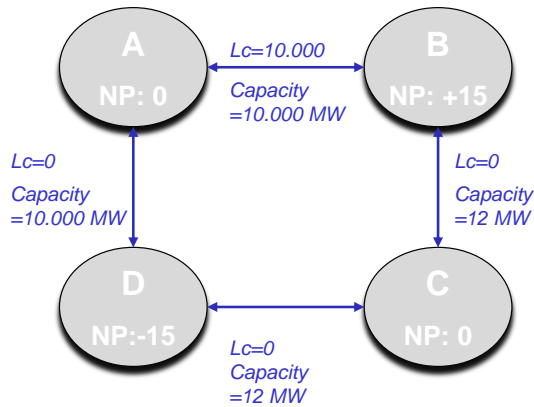 A
NP: 0
Lc=10.000
Capacity
=10.000 MW
B
NP: +15
Lc=0
Capacity
=10.000 MW
Lc=0
Capacity
=12 MW
D
NP:-15
Lc=0
Capacity
=12 MW
C
NP: 0